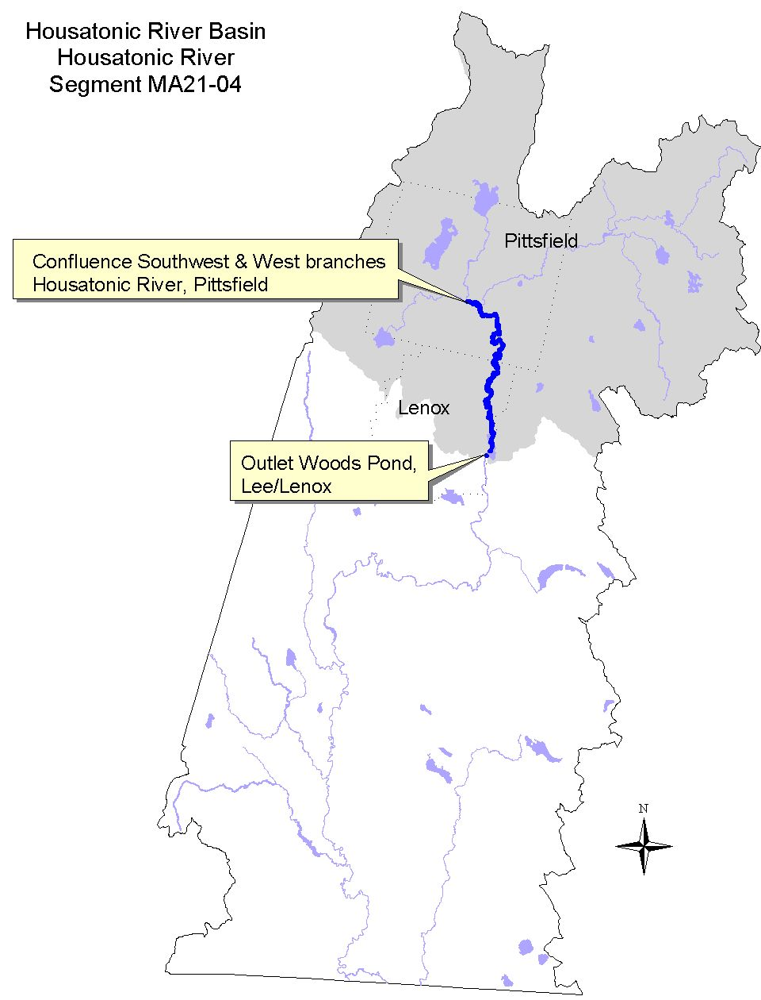 Housatonic River Basin
Housatonic River
Segment MA21-04
Pittsfield
Confluence Southwest & West branches
Housatonic River, Pittsfield
Lenox
Outlet Woods Pond,
Lee/Lenox
N